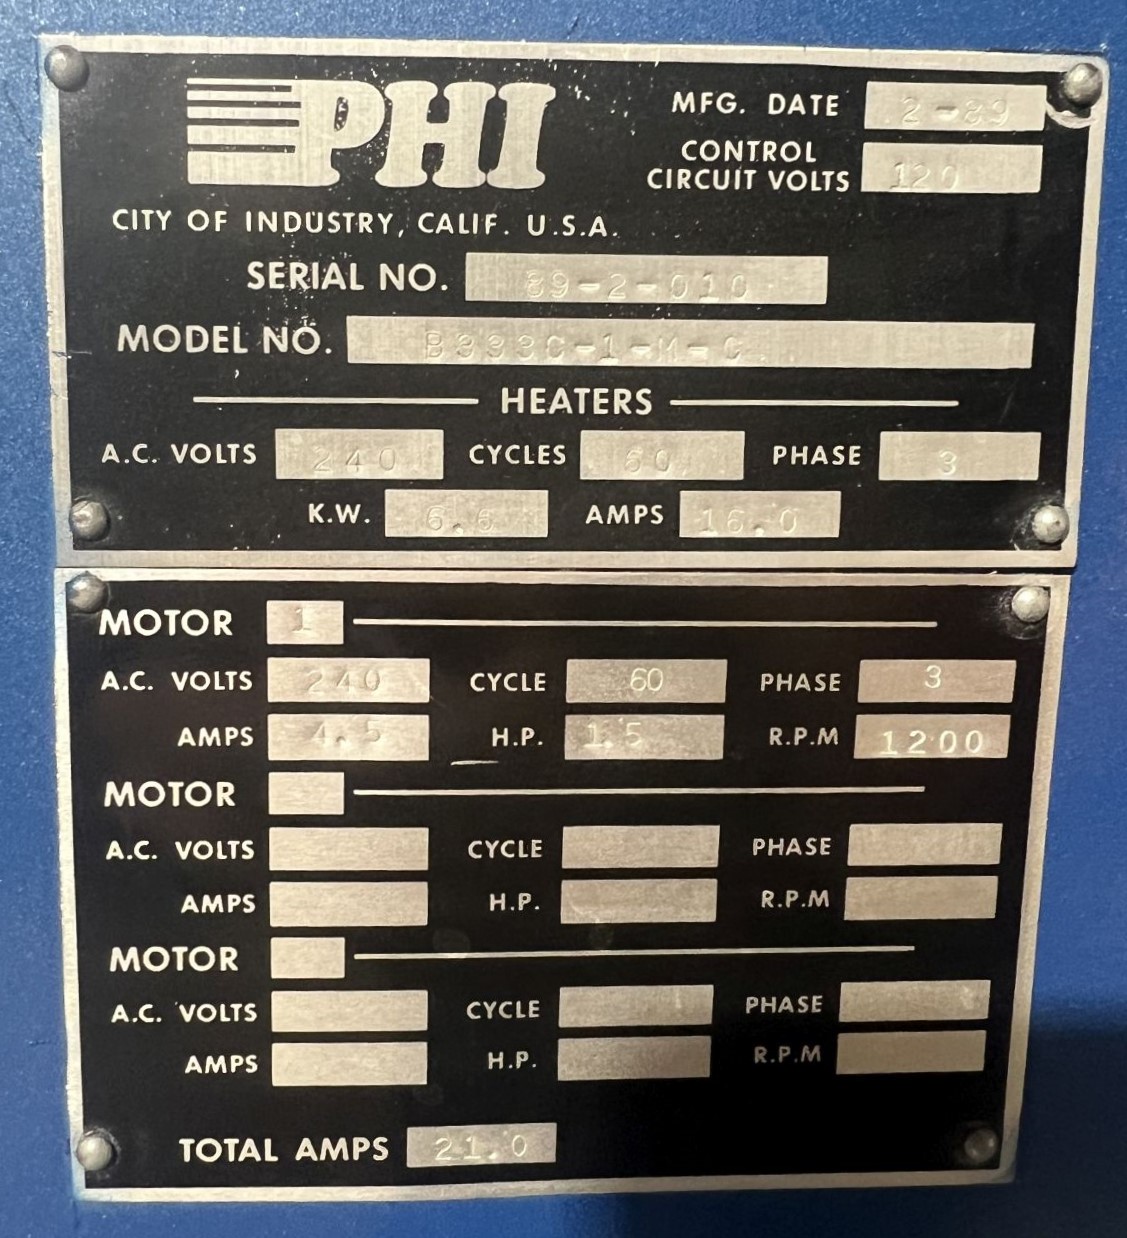 PHI
MFG. DATE 2-89
CONTROL
CIRCUIT VOLTS 120
CITY OF INDUSTRY, CALIF. U.S.A.
SERIAL NO. 89-2-010
MODEL NO. B333C-1-M-C
HEATERS
A.C. VOLTS 240 CYCLES 60 PHASE 3
K.W. 6.6 AMPS 16.0
MOTOR 1
A.C. VOLTS 240 CYCLE 60 PHASE 3
AMPS 4.5 H.P. 1.5 R.P.M 1200
MOTOR
A.C. VOLTS CYCLE PHASE
AMPS H.P. R.P.M
MOTOR
A.C. VOLTS CYCLE PHASE
AMPS H.P. R.P.M
TOTAL AMPS 21.0